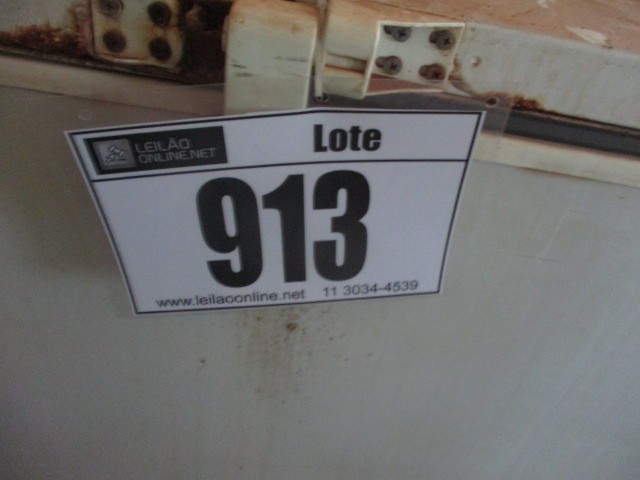 LEILÃO
ONLINE.NET
Lote
913
www.leilaoonline.net 11 3034-4539